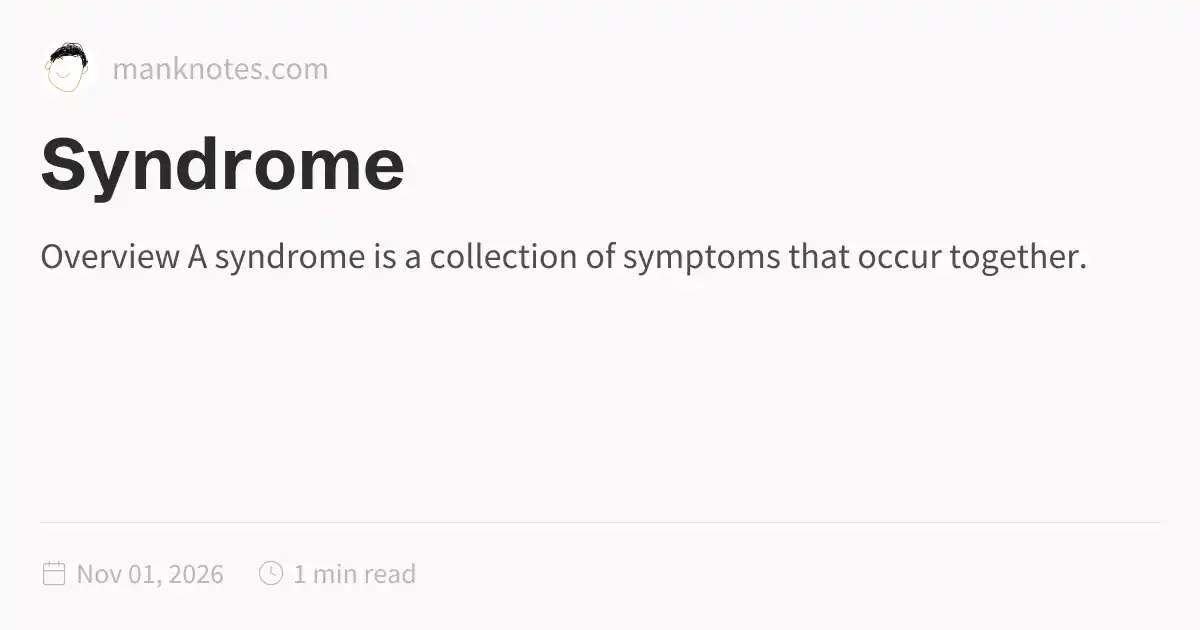 manknotes.com
Syndrome
Overview A syndrome is a collection of symptoms that occur together.
Nov 01, 2026 1 min read